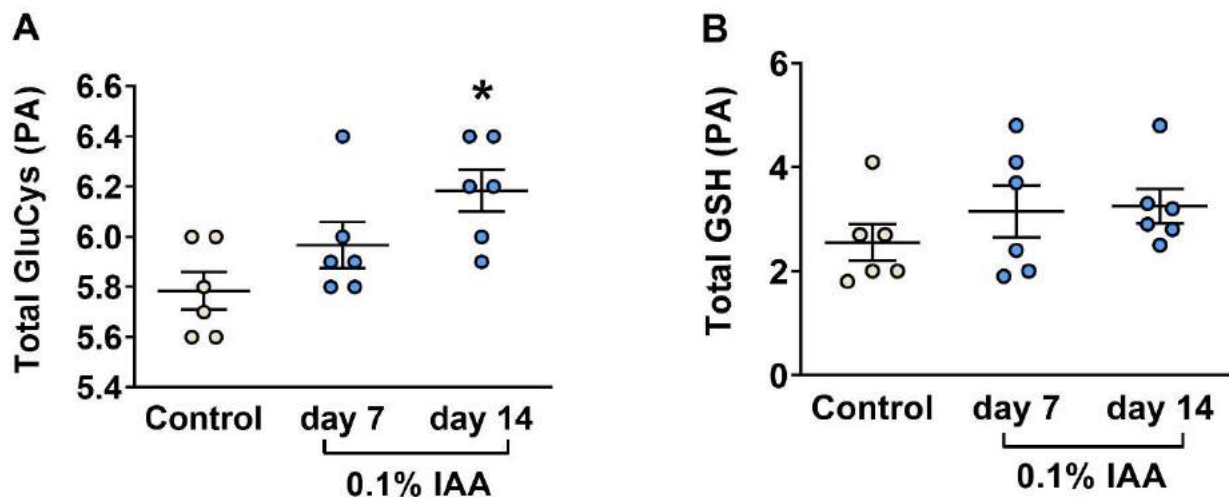 A
Total GluCys (PA)
6.6
6.4
6.2
6.0
5.8
5.6
5.4
*
Control day 7 day 14
0.1% IAA
B
Total GSH (PA)
6
4
2
0
Control day 7 day 14
0.1% IAA